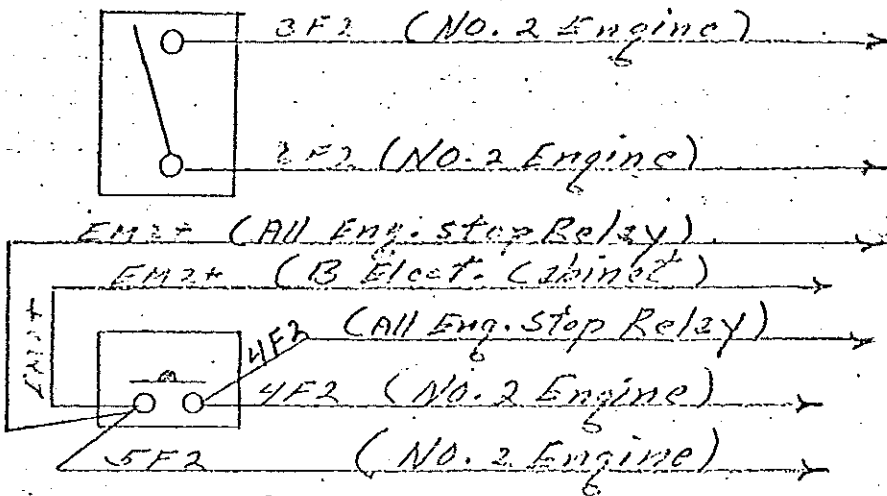 3F2 (No. 2 Engine)
2F2 (No. 2 Engine)
EM2+ (All Eng. Stop Relay)
EM2+ (B Elect. Cabinet)
EM2+
4F2 (All Eng. Stop Relay)
4F2 (No. 2 Engine)
5F2 (No. 2 Engine)